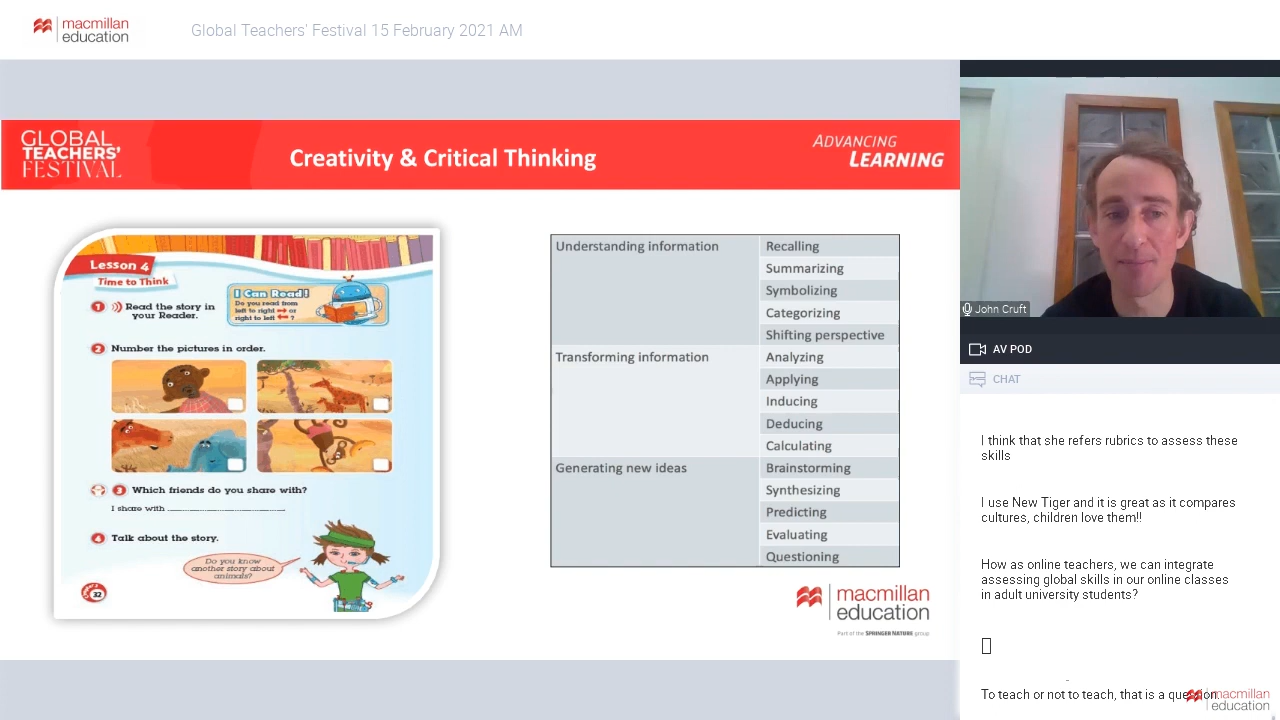 macmillan
education
Global Teachers' Festival 15 February 2021 AM
GLOBAL
TEACHERS'
FESTIVAL
Creativity & Critical Thinking
ADVANCING
LEARNING
Lesson 4
Time to Think
1 Read the story in
your Reader.
I Can Read!
Do you read from
left to right or
right to left ?
2 Number the pictures in order.
3 Which friends do you share with?
I share with
4 Talk about the story.
Do you know
another story about
animals?
32
Understanding information Recalling
Summarizing
Symbolizing
Categorizing
Shifting perspective
Transforming information Analyzing
Applying
Inducing
Deducing
Calculating
Generating new ideas Brainstorming
Synthesizing
Predicting
Evaluating
Questioning
macmillan
education
Part of the SPRINGER NATURE group
John Cruft
AV POD
CHAT
I think that she refers rubrics to assess these
skills
I use New Tiger and it is great as it compares
cultures, children love them!!
How as online teachers, we can integrate
assessing global skills in our online classes
in adult university students?
To teach or not to teach, that is a question.
macmillan
education